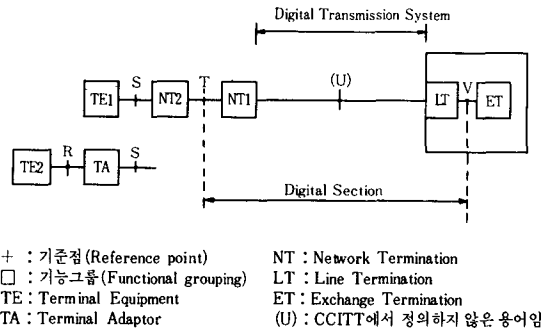 Digital Transmission System
S T (U) V
TE1 NT2 NT1 LT ET
R S
TE2 TA
Digital Section
+ : 기준점(Reference point)
□ : 기능그룹(Functional grouping)
TE : Terminal Equipment
TA : Terminal Adaptor
NT : Network Termination
LT : Line Termination
ET : Exchange Termination
(U) : CCITT에서 정의하지 않은 용어임